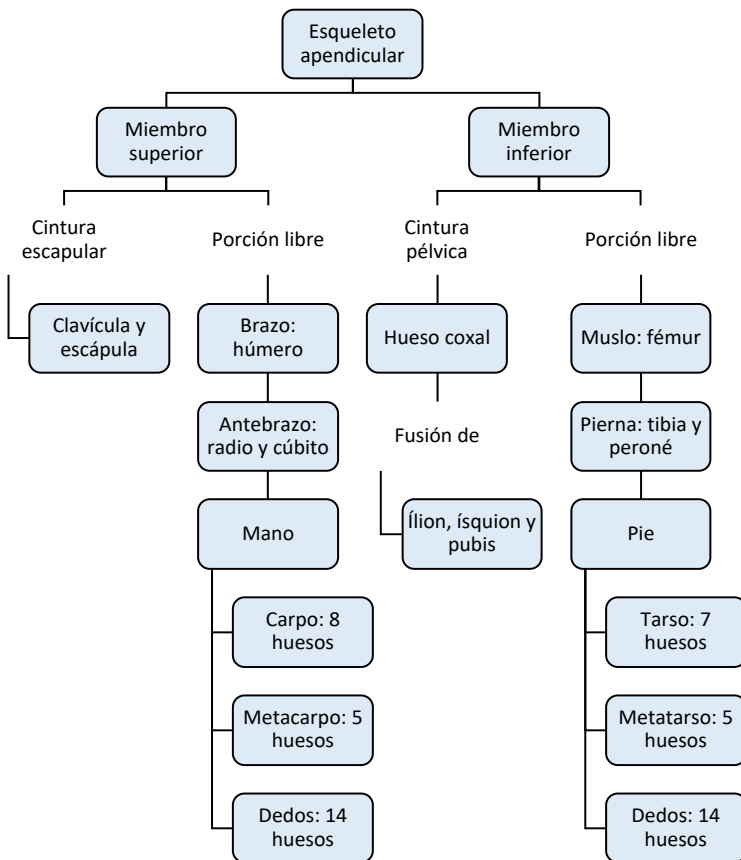 Esqueleto
apendicular
Miembro
superior
Miembro
inferior
Cintura
escapular
Porción libre
Cintura
pélvica
Porción libre
Clavícula y
escápula
Brazo:
húmero
Hueso coxal
Muslo: fémur
Antebrazo:
radio y cúbito
Fusión de
Pierna: tibia y
peroné
Mano
Ílion, ísquion y
pubis
Pie
Carpo: 8
huesos
Tarso: 7
huesos
Metacarpo: 5
huesos
Metatarso: 5
huesos
Dedos: 14
huesos
Dedos: 14
huesos